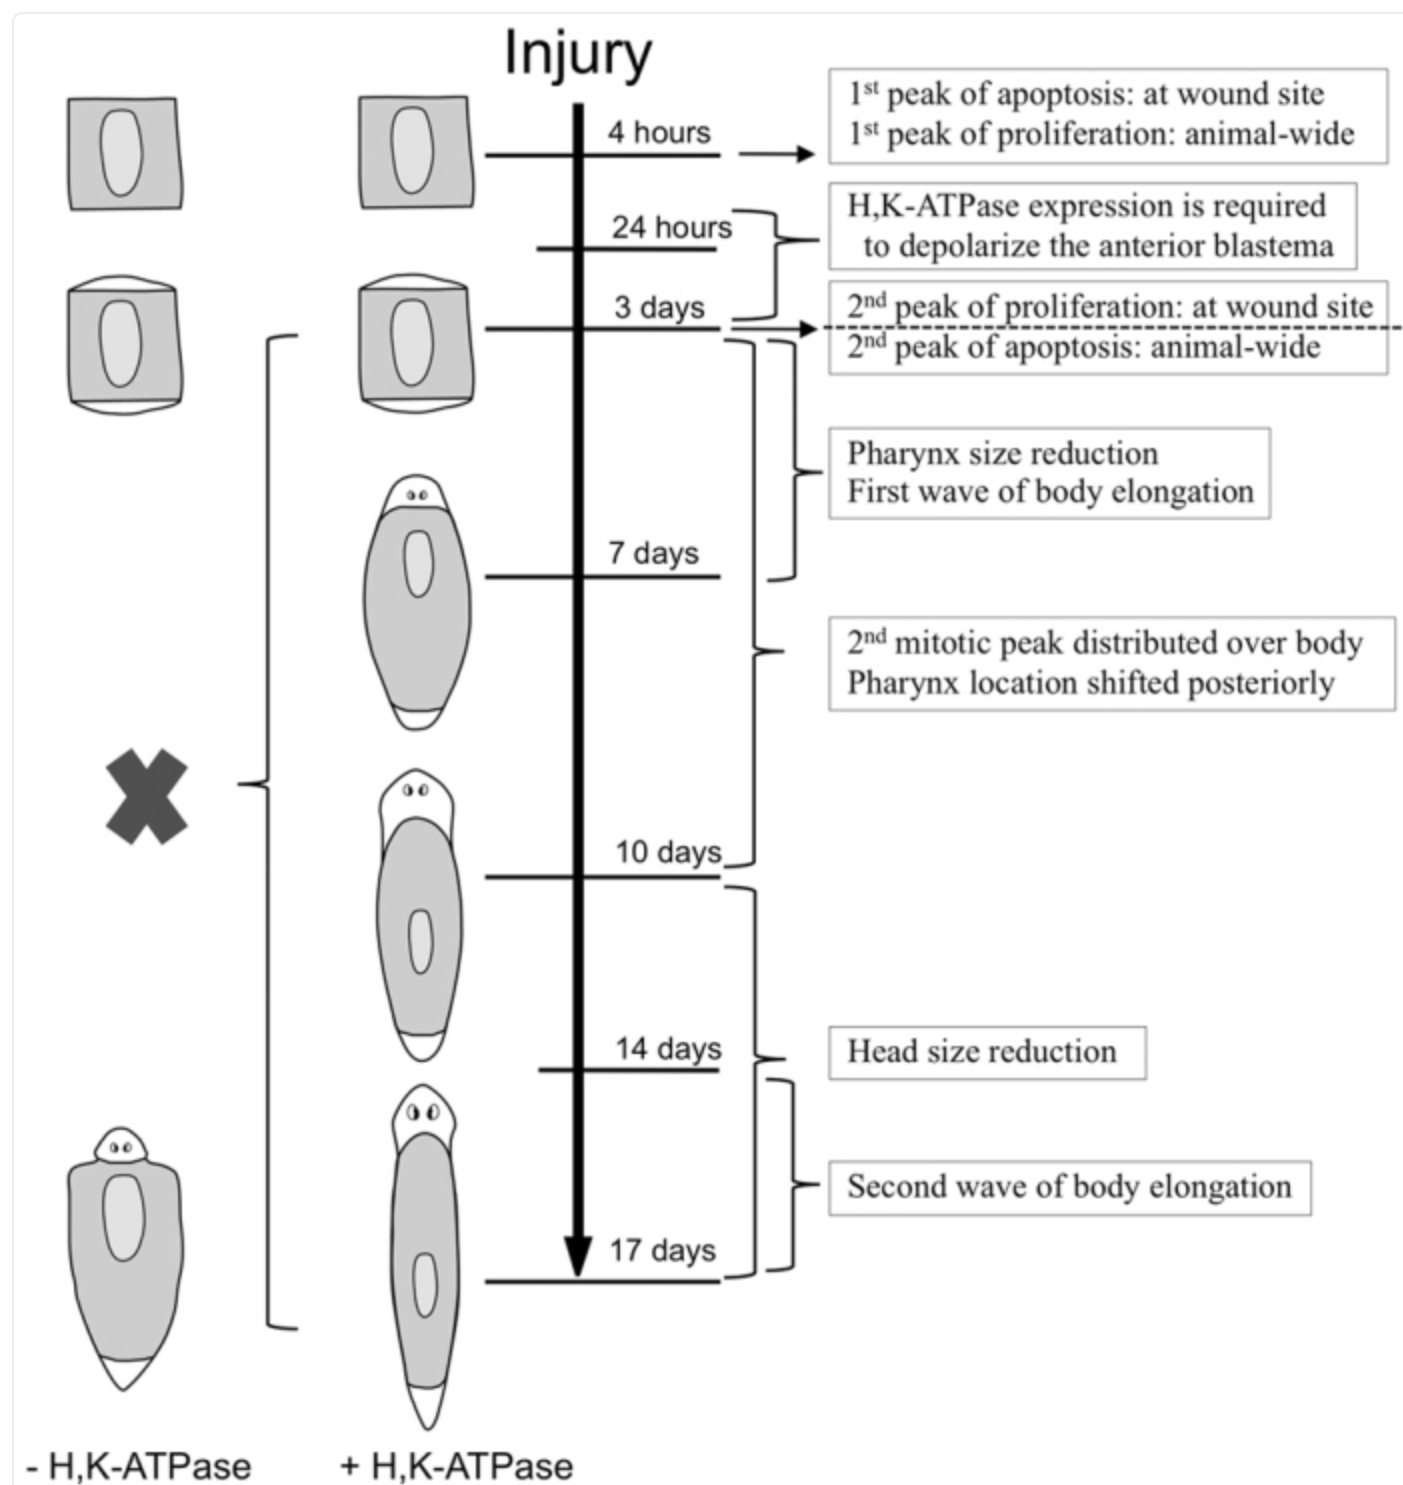 Injury
4 hours
1st peak of apoptosis: at wound site
1st peak of proliferation: animal-wide
24 hours
H,K-ATPase expression is required
to depolarize the anterior blastema
3 days
2nd peak of proliferation: at wound site
2nd peak of apoptosis: animal-wide
Pharynx size reduction
First wave of body elongation
7 days
2nd mitotic peak distributed over body
Pharynx location shifted posteriorly
10 days
14 days
Head size reduction
Second wave of body elongation
17 days
- H,K-ATPase
+ H,K-ATPase